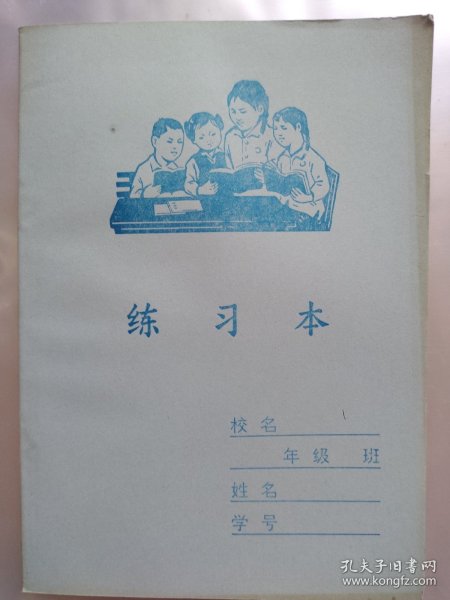 练习本
校名
年级 班
姓名
学号
孔夫子旧书网
www.kongfz.com